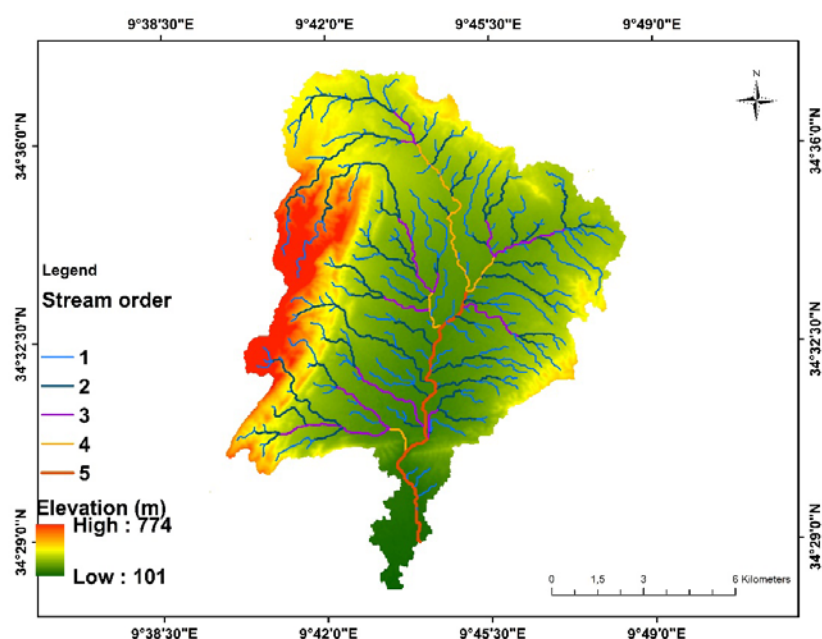 9°38'30"E 9°42'0"E 9°45'30"E 9°49'0"E
N
34°36'0"N 34°36'0"N
Legend
Stream order
34°32'30"N 34°32'30"N
1
2
3
4
5
Elevation (m)
High : 774
Low : 101
34°29'0"N 34°29'0"N
0 1,5 3 6 Kilometers
9°38'30"E 9°42'0"E 9°45'30"E 9°49'0"E